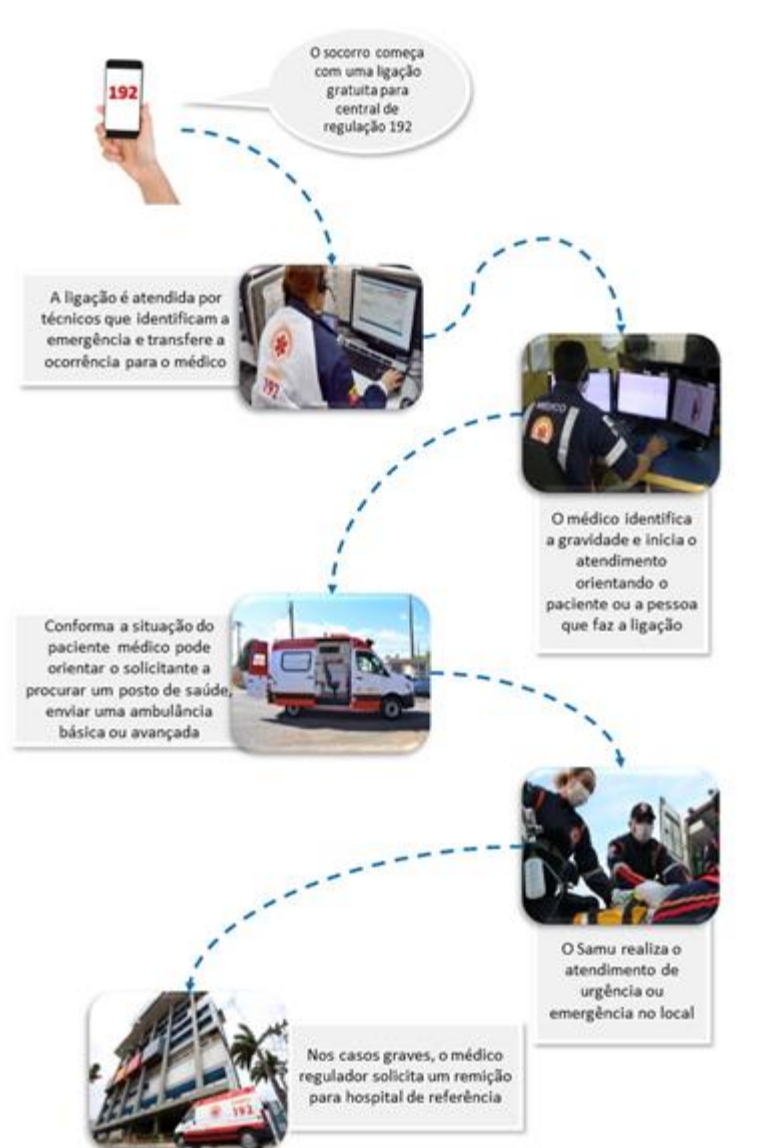 192
O socorro começa
com uma ligação
gratuita para
central de
regulação 192
A ligação é atendida por
técnicos que identificam a
emergência e transfere a
ocorrência para o médico
192
MÉDICO
O médico identifica
a gravidade e inicia o
atendimento
orientando o
paciente ou a pessoa
que faz a ligação
Conforma a situação do
paciente médico pode
orientar o solicitante a
procurar um posto de saúde,
enviar uma ambulância
básica ou avançada
O Samu realiza o
atendimento de
urgência ou
emergência no local
Nos casos graves, o médico
regulador solicita um remição
para hospital de referência
192